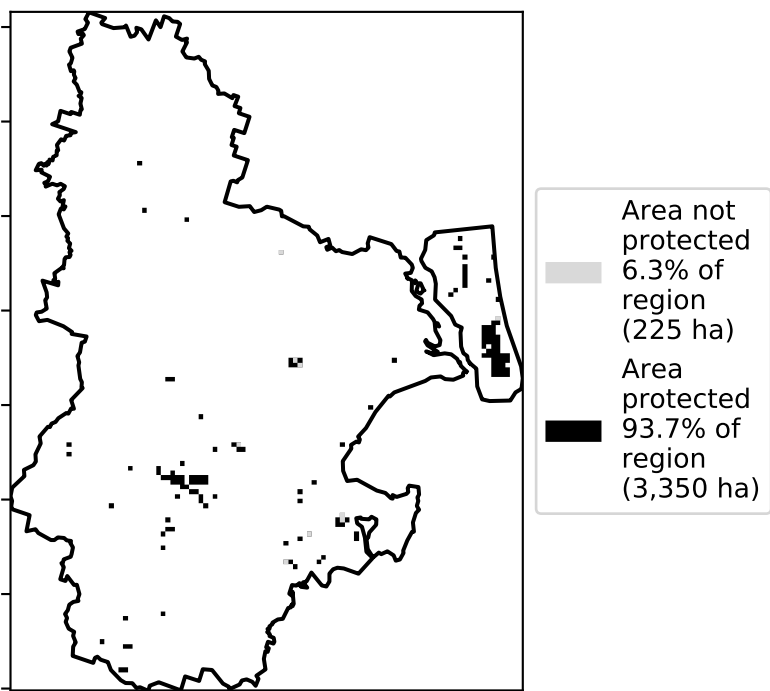 Area not
protected
6.3% of
region
(225 ha)
Area
protected
93.7% of
region
(3,350 ha)